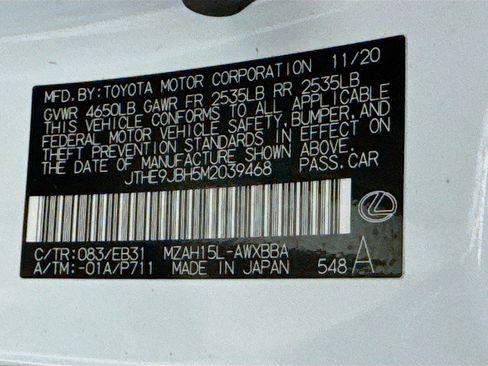 MFD.BY:TOYOTA MOTOR CORPORATION 11/20
GVWR 4650LB GAWR FR 2535LB RR 2535LB
THIS VEHICLE CONFORMS TO ALL APPLICABLE
FEDERAL MOTOR VEHICLE SAFETY,BUMPER,AND
THEFT PREVENTION STANDARDS IN EFFECT ON
THE DATE OF MANUFACTURE SHOWN ABOVE.
JTHE9JBH5M2039468 PASS.CAR
C/TR:083/EB31 MZAH15L-AWXBBA
A/TM:-01A/P711 MADE IN JAPAN 548 A